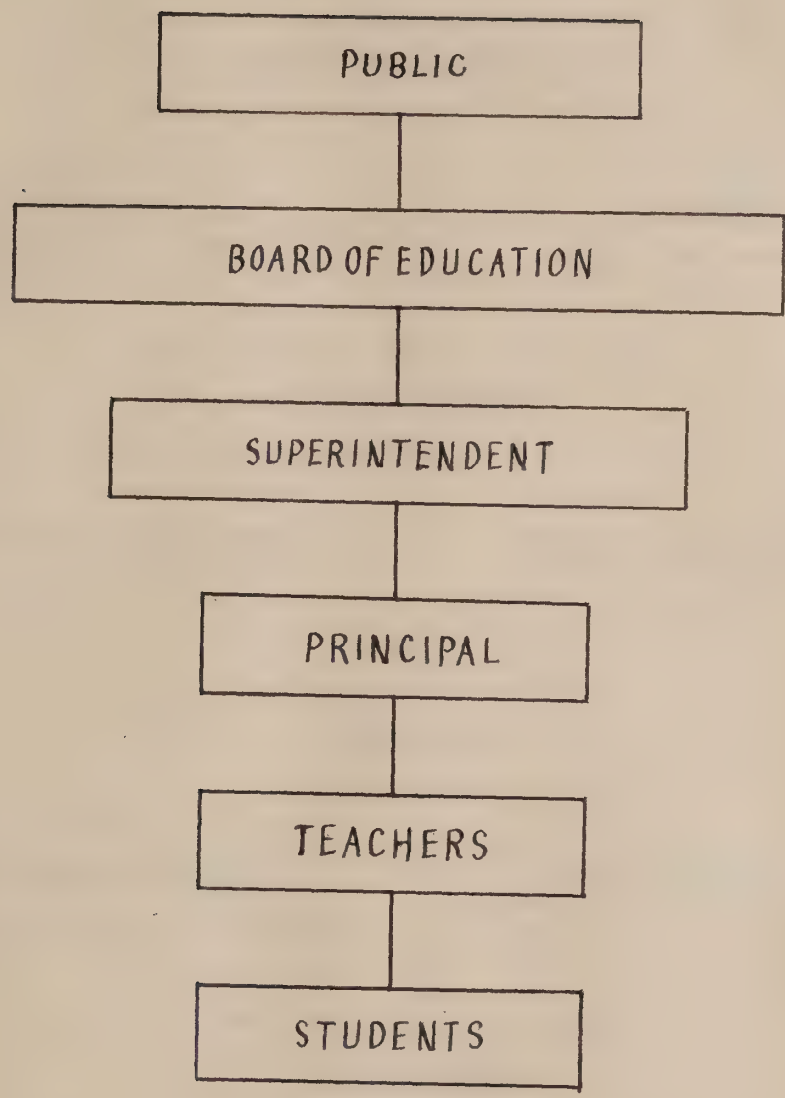 PUBLIC
BOARD OF EDUCATION
SUPERINTENDENT
PRINCIPAL
TEACHERS
STUDENTS